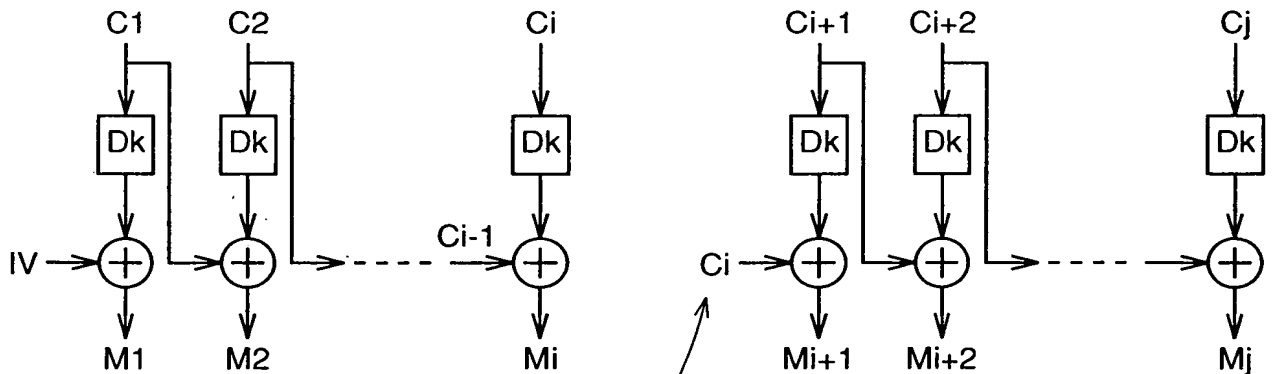 C1 C2 Ci Ci+1 Ci+2 Cj
Dk Dk Dk Dk Dk Dk
IV Ci-1 Ci
M1 M2 Mi Mi+1 Mi+2 Mj